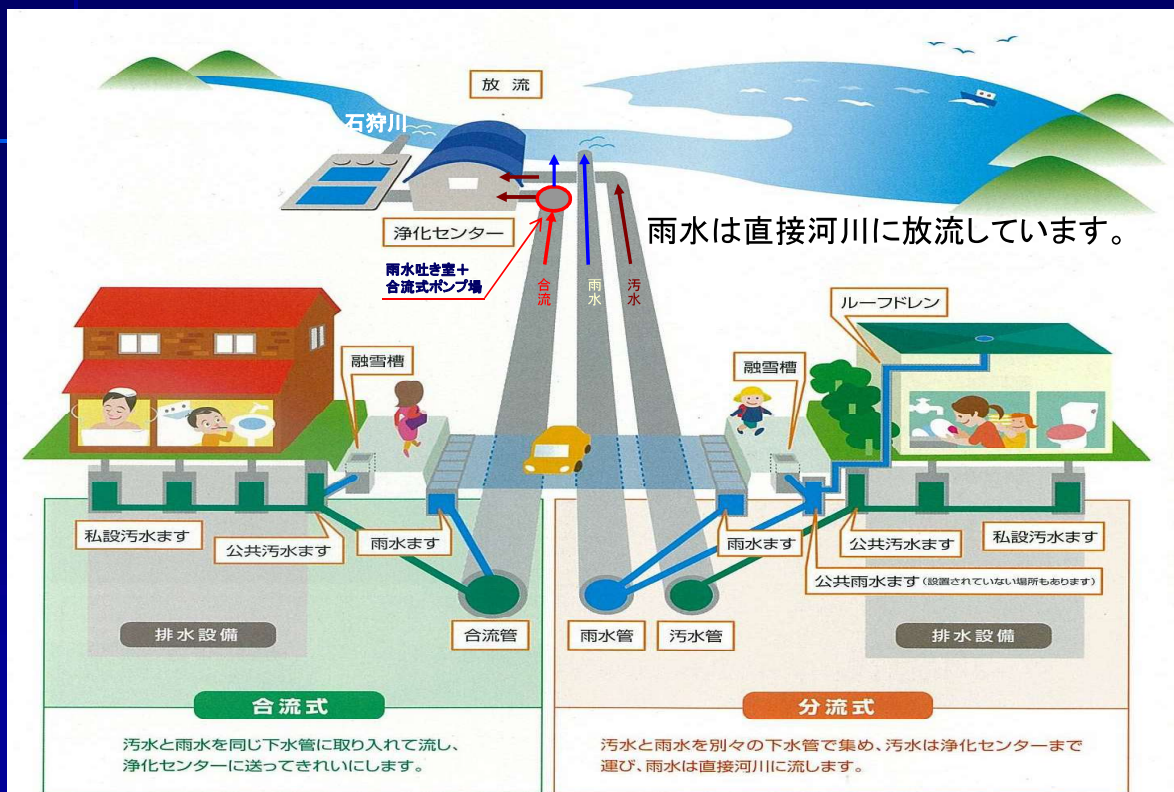 放 流
石狩川
浄化センター
雨水は直接河川に放流しています。
雨水吐き室+
合流式ポンプ場
合流
雨水
汚水
ルーフドレン
融雪槽
融雪槽
私設汚水ます
公共汚水ます
雨水ます
雨水ます
公共汚水ます
私設汚水ます
公共雨水ます(設置されていない場所もあります)
排水設備
合流管
雨水管
汚水管
排水設備
合流式
汚水と雨水を同じ下水管に取り入れて流し、
浄化センターに送ってきれいにします。
分流式
汚水と雨水を別々の下水管で集め、汚水は浄化センターまで
運び、雨水は直接河川に流します。